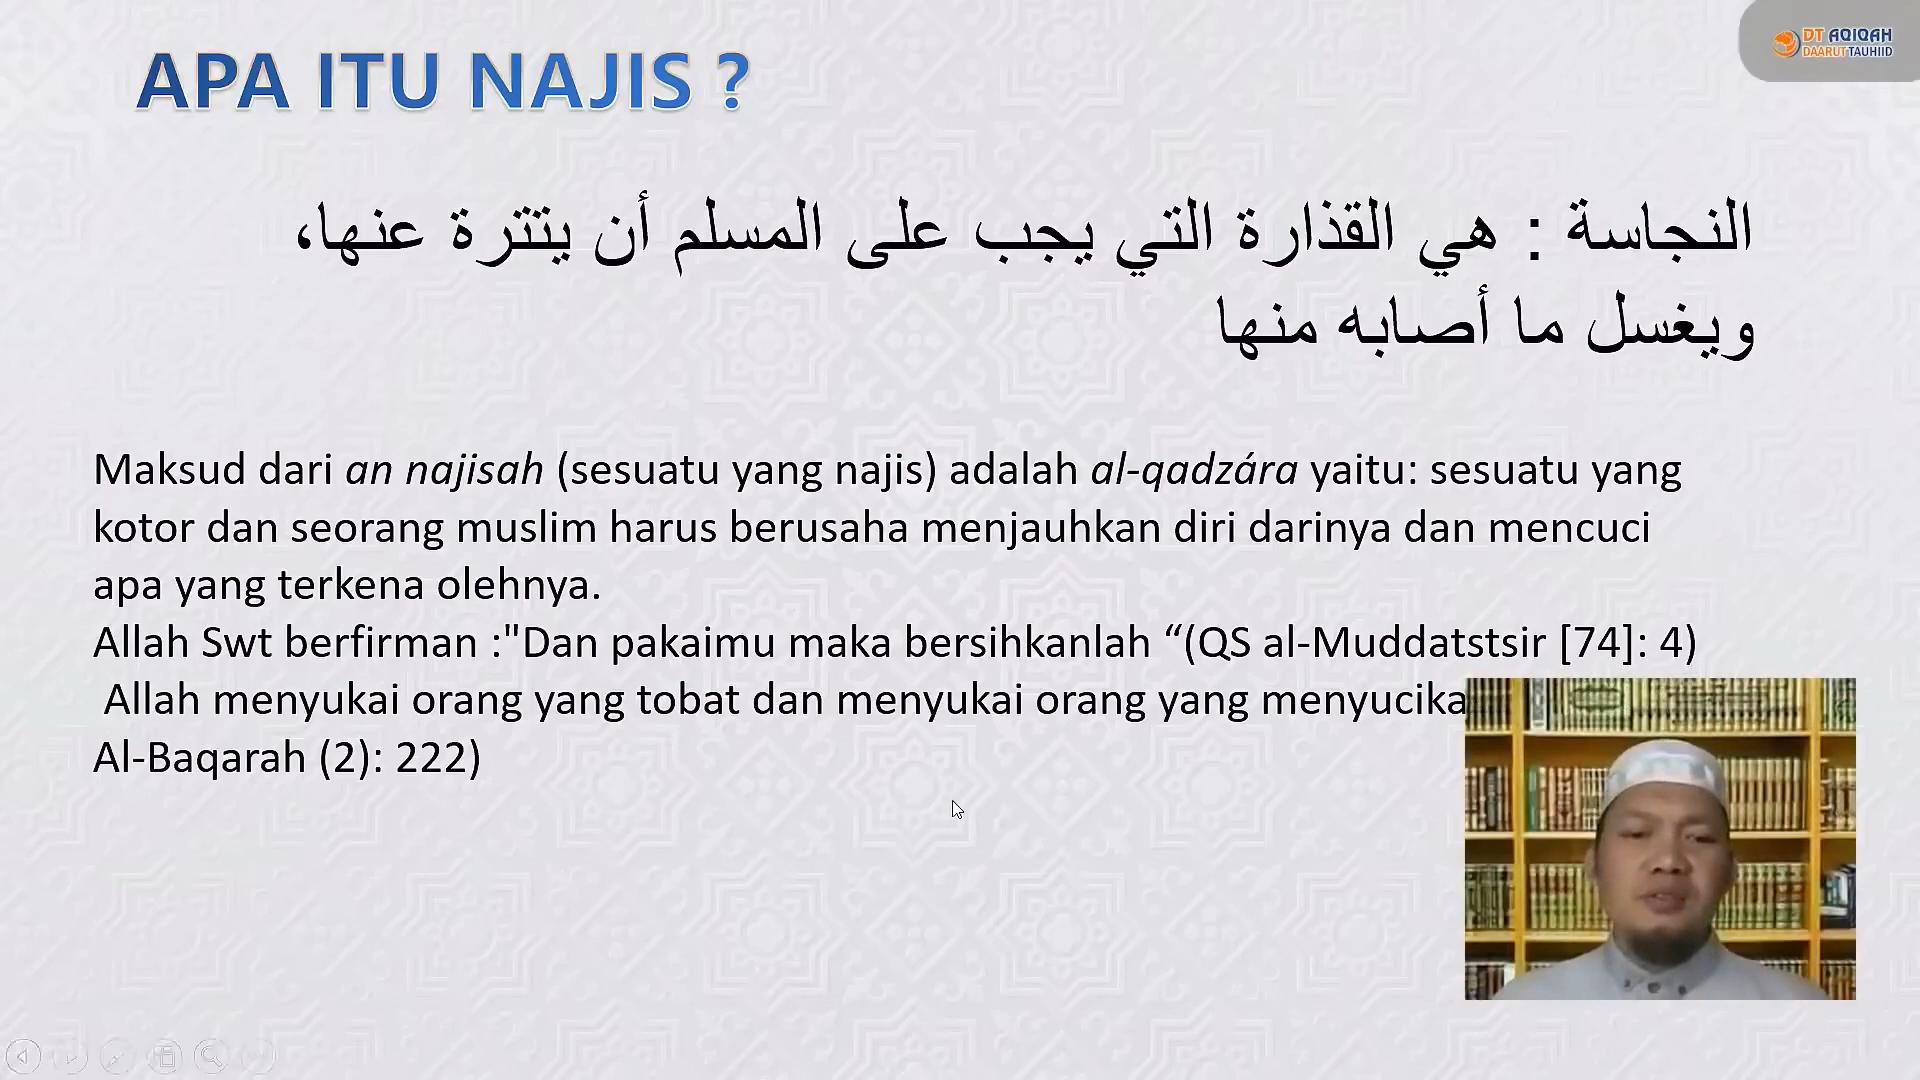 APA ITU NAJIS ?
DT AQIQAH
DAARUT TAUHIID
النجاسة : هي القذارة التي يجب على المسلم أن يتترة عنها،
ويغسل ما أصابه منها
Maksud dari an najisah (sesuatu yang najis) adalah al-qadzára yaitu: sesuatu yang
kotor dan seorang muslim harus berusaha menjauhkan diri darinya dan mencuci
apa yang terkena olehnya.
Allah Swt berfirman :"Dan pakaimu maka bersihkanlah “(QS al-Muddatstsir [74]: 4)
Allah menyukai orang yang tobat dan menyukai orang yang menyucika
Al-Baqarah (2): 222)